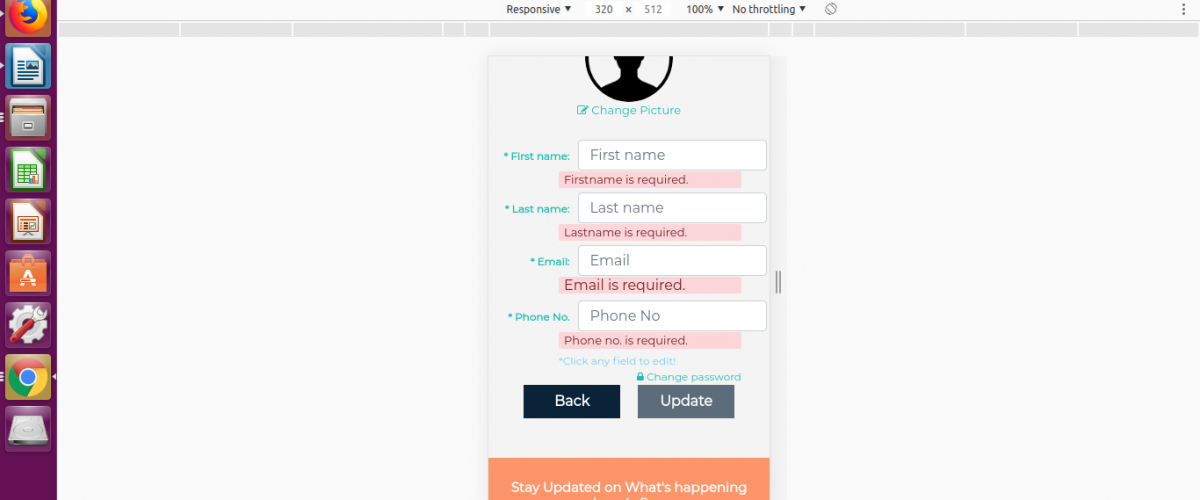 Responsive ▼ 320 × 512 100% ▼ No throttling ▼
Change Picture
* First name: First name
Firstname is required.
* Last name: Last name
Lastname is required.
* Email: Email
Email is required.
* Phone No. Phone No
Phone no. is required.
*Click any field to edit!
Change password
Back Update
Stay Updated on What's happening